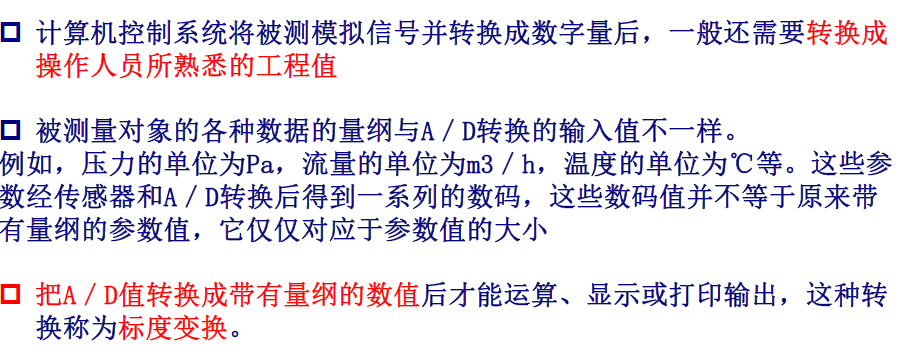 计算机控制系统将被测模拟信号并转换成数字量后，一般还需要转换成
操作人员所熟悉的工程值
被测量对象的各种数据的量纲与A／D转换的输入值不一样。
例如，压力的单位为Pa，流量的单位为m3／h，温度的单位为℃等。这些参
数经传感器和A／D转换后得到一系列的数码，这些数码值并不等于原来带
有量纲的参数值，它仅仅对应于参数值的大小
把A／D值转换成带有量纲的数值后才能运算、显示或打印输出，这种转
换称为标度变换。